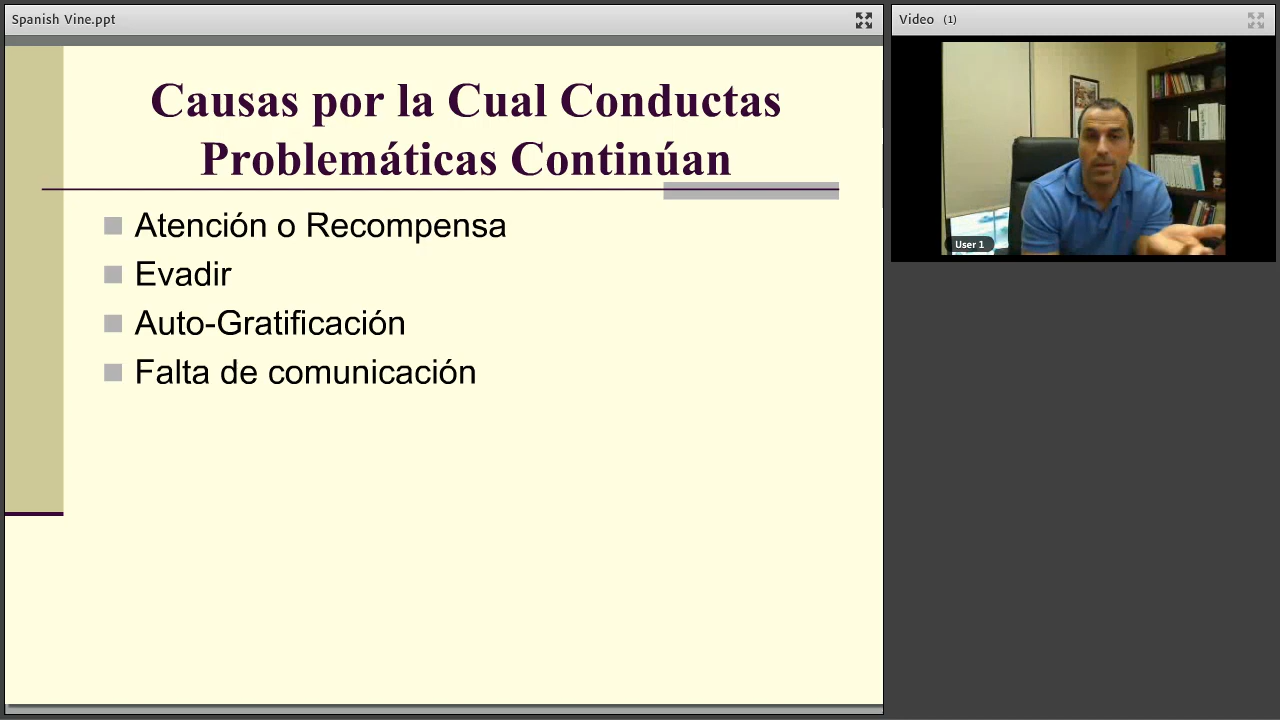 Spanish Vine.ppt
Video (1)
Causas por la Cual Conductas
Problemáticas Continúan
Atención o Recompensa
Evadir
Auto-Gratificación
Falta de comunicación
User 1